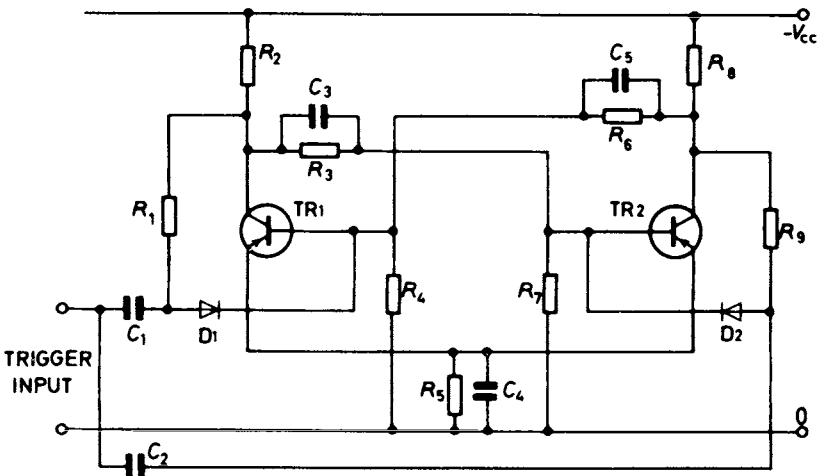 -Vcc
R2
C3
R3
C5
R6
R8
R1
TR1
TR2
R9
R4
R7
C1
D1
D2
TRIGGER
INPUT
R5
C4
0
C2